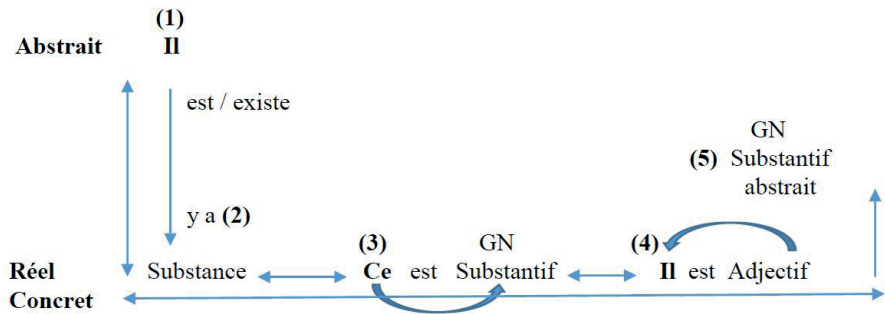 (1)
Abstrait Il
est / existe
GN
(5) Substantif
abstrait
y a (2)
(3) GN (4)
Réel Substance Ce est Substantif Il est Adjectif
Concret